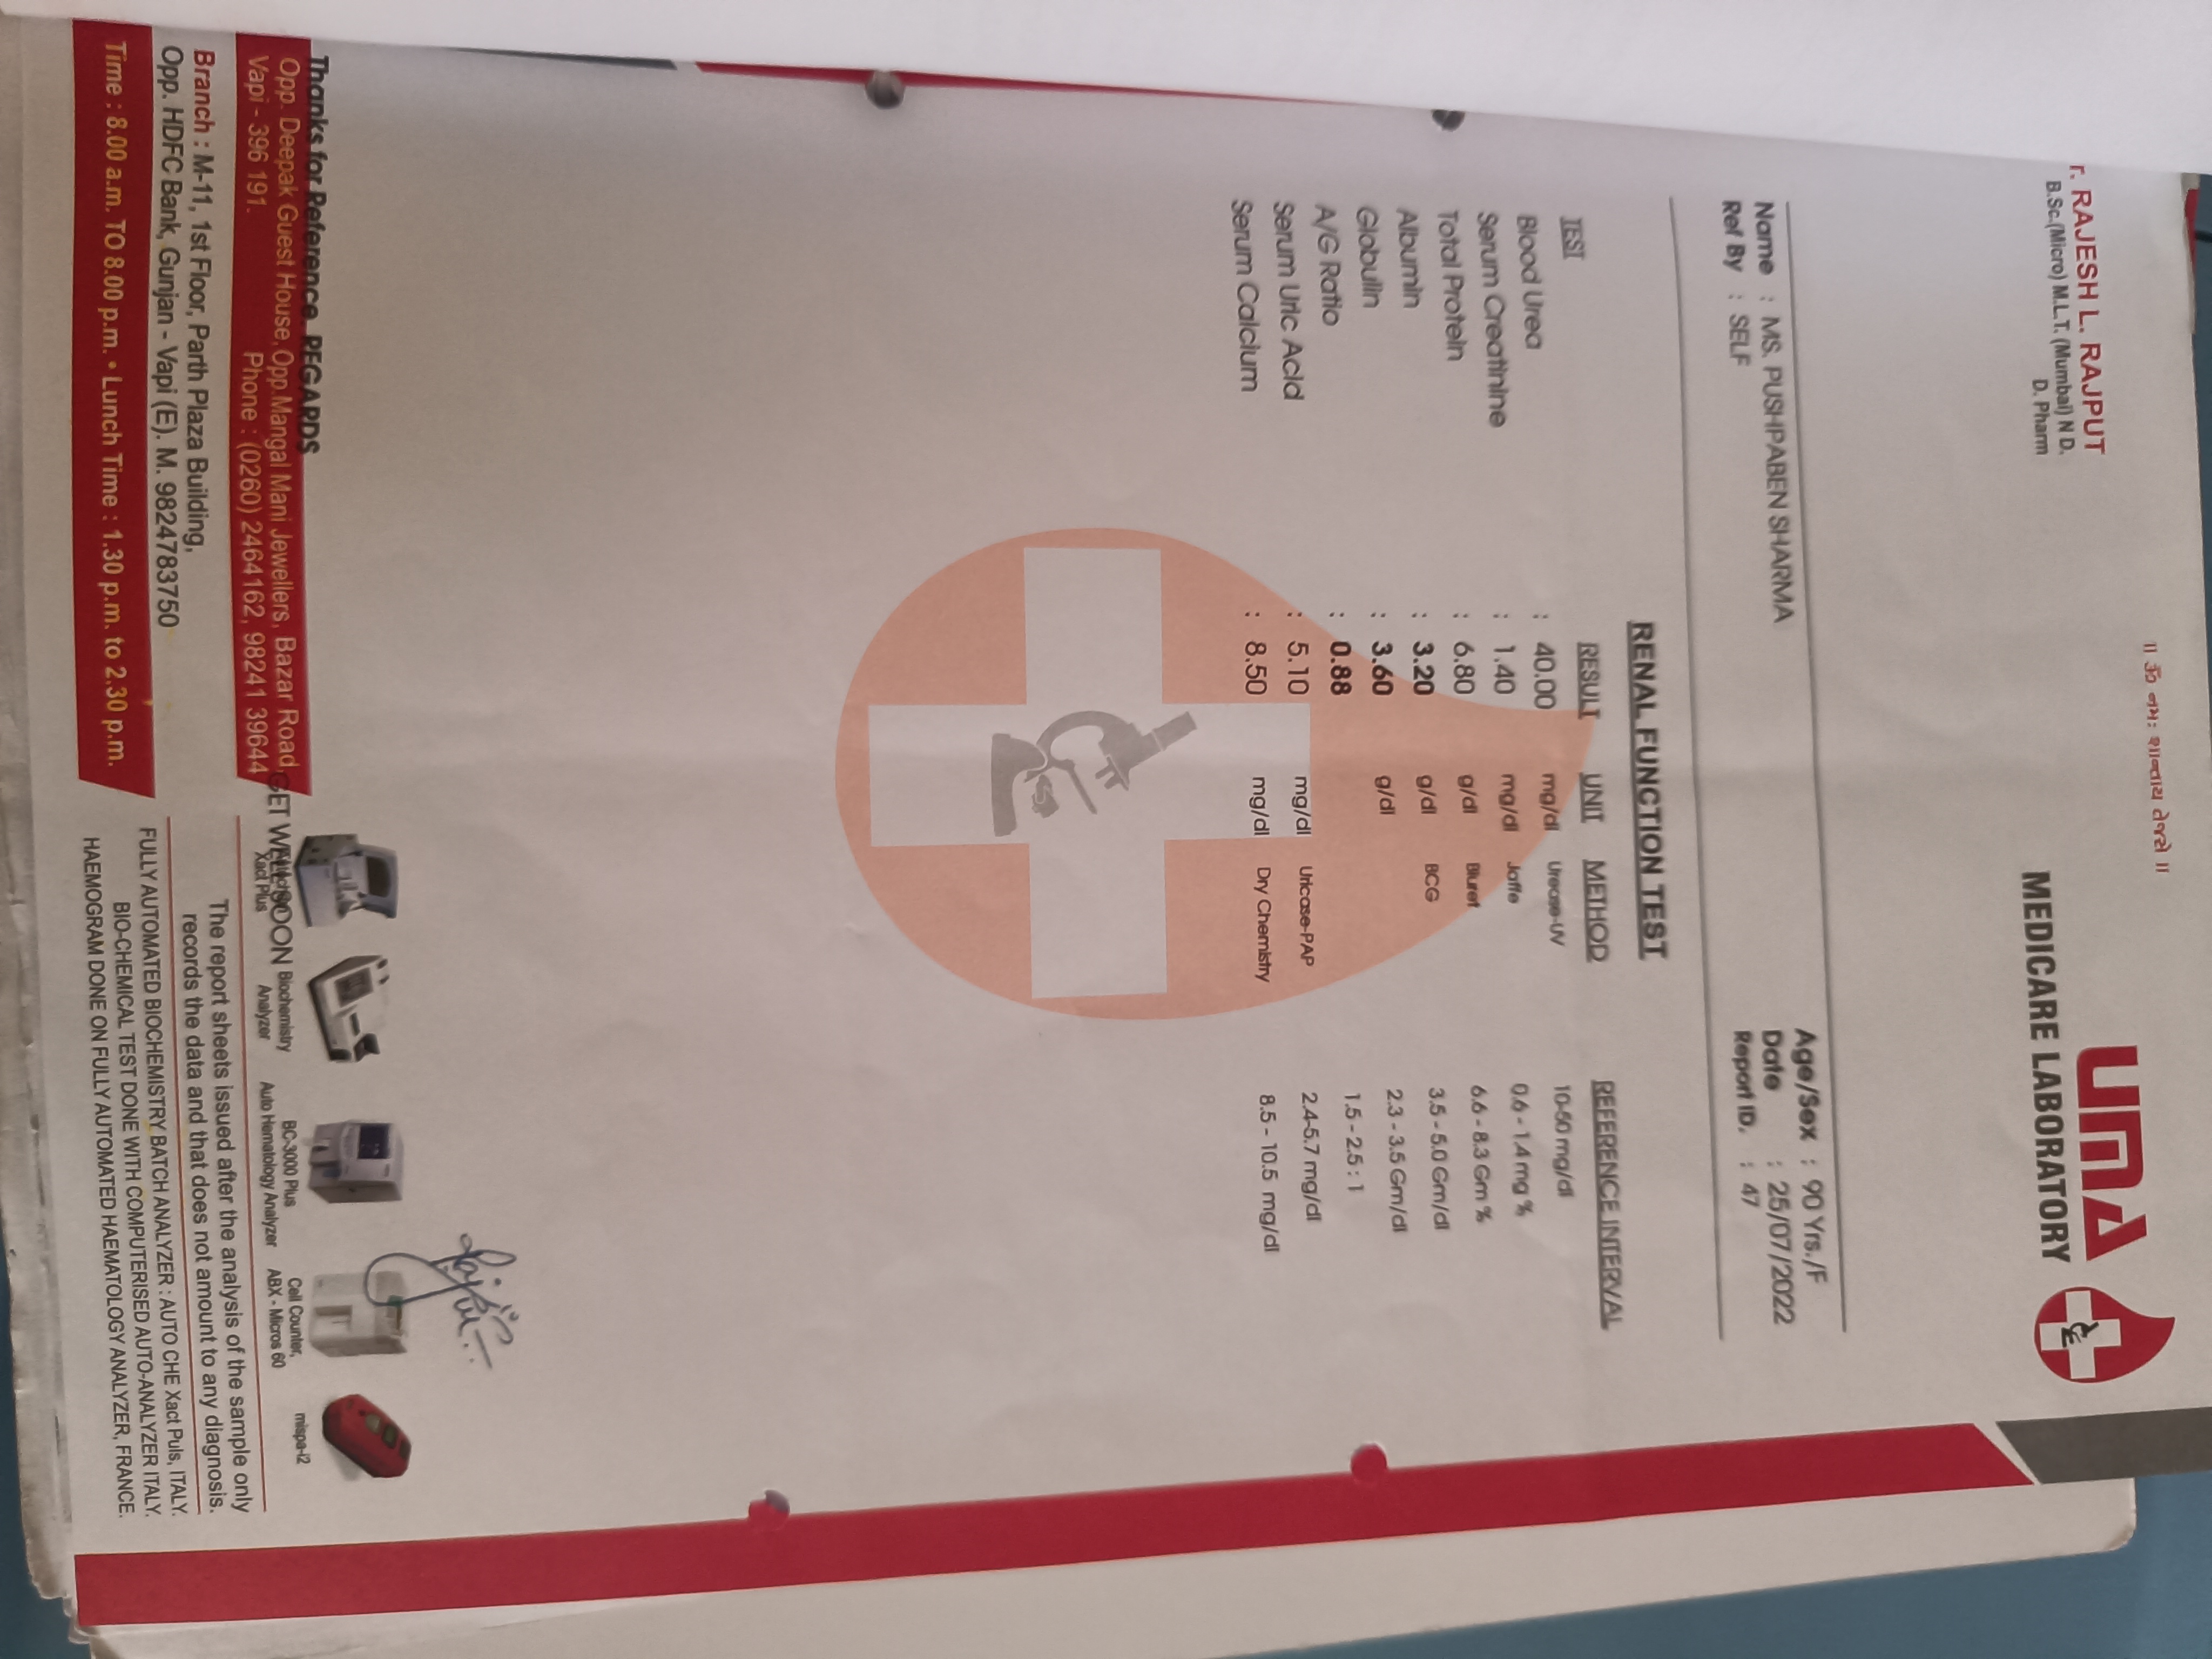 ॥ ૐ નમઃ શાન્તાય તેજસે ॥
r. RAJESH L. RAJPUT
B.Sc.(Micro) M.L.T. (Mumbai) N D.
D. Pharm
UMA
MEDICARE LABORATORY
Name : MS. PUSHPABEN SHARMA
Ref By : SELF
Age/Sex : 90 Yrs./F
Date : 25/07/2022
Report ID. : 47
RENAL FUNCTION TEST
TEST RESULT UNIT METHOD REFERENCE INTERVAL
Blood Urea : 40.00 mg/dl Urease-UV 10-50 mg/dl
Serum Creatinine : 1.40 mg/dl Jaffe 0.6 - 1.4 mg %
Total Protein : 6.80 g/dl Biuret 6.6 - 8.3 Gm %
Albumin : 3.20 g/dl BCG 3.5 - 5.0 Gm/dl
Globulin : 3.60 g/dl 2.3 - 3.5 Gm/dl
A/G Ratio : 0.88 1.5 - 2.5 : 1
Serum Uric Acid : 5.10 mg/dl Uricase-PAP 2.4-5.7 mg/dl
Serum Calcium : 8.50 mg/dl Dry Chemistry 8.5 - 10.5 mg/dl
Thanks for Reference. REGARDS
GET WELL SOON
Opp. Deepak Guest House, Opp.Mangal Mani Jewellers, Bazar Road,
Vapi - 396 191. Phone : (0260) 2464162, 98241 39644
Branch : M-11, 1st Floor, Parth Plaza Building,
Opp. HDFC Bank, Gunjan - Vapi (E). M. 9824783750
Time : 8.00 a.m. TO 8.00 p.m. • Lunch Time : 1.30 p.m. to 2.30 p.m.
Xact Plus
Biochemistry
Analyzer
BC-3000 Plus
Auto Hematology Analyzer
Cell Counter,
ABX - Micros 60
mispa-i2
The report sheets issued after the analysis of the sample only
records the data and that does not amount to any diagnosis.
FULLY AUTOMATED BIOCHEMISTRY BATCH ANALYZER : AUTO CHE Xact Puls, ITALY.
BIO-CHEMICAL TEST DONE WITH COMPUTERISED AUTO-ANALYZER ITALY.
HAEMOGRAM DONE ON FULLY AUTOMATED HAEMATOLOGY ANALYZER, FRANCE.